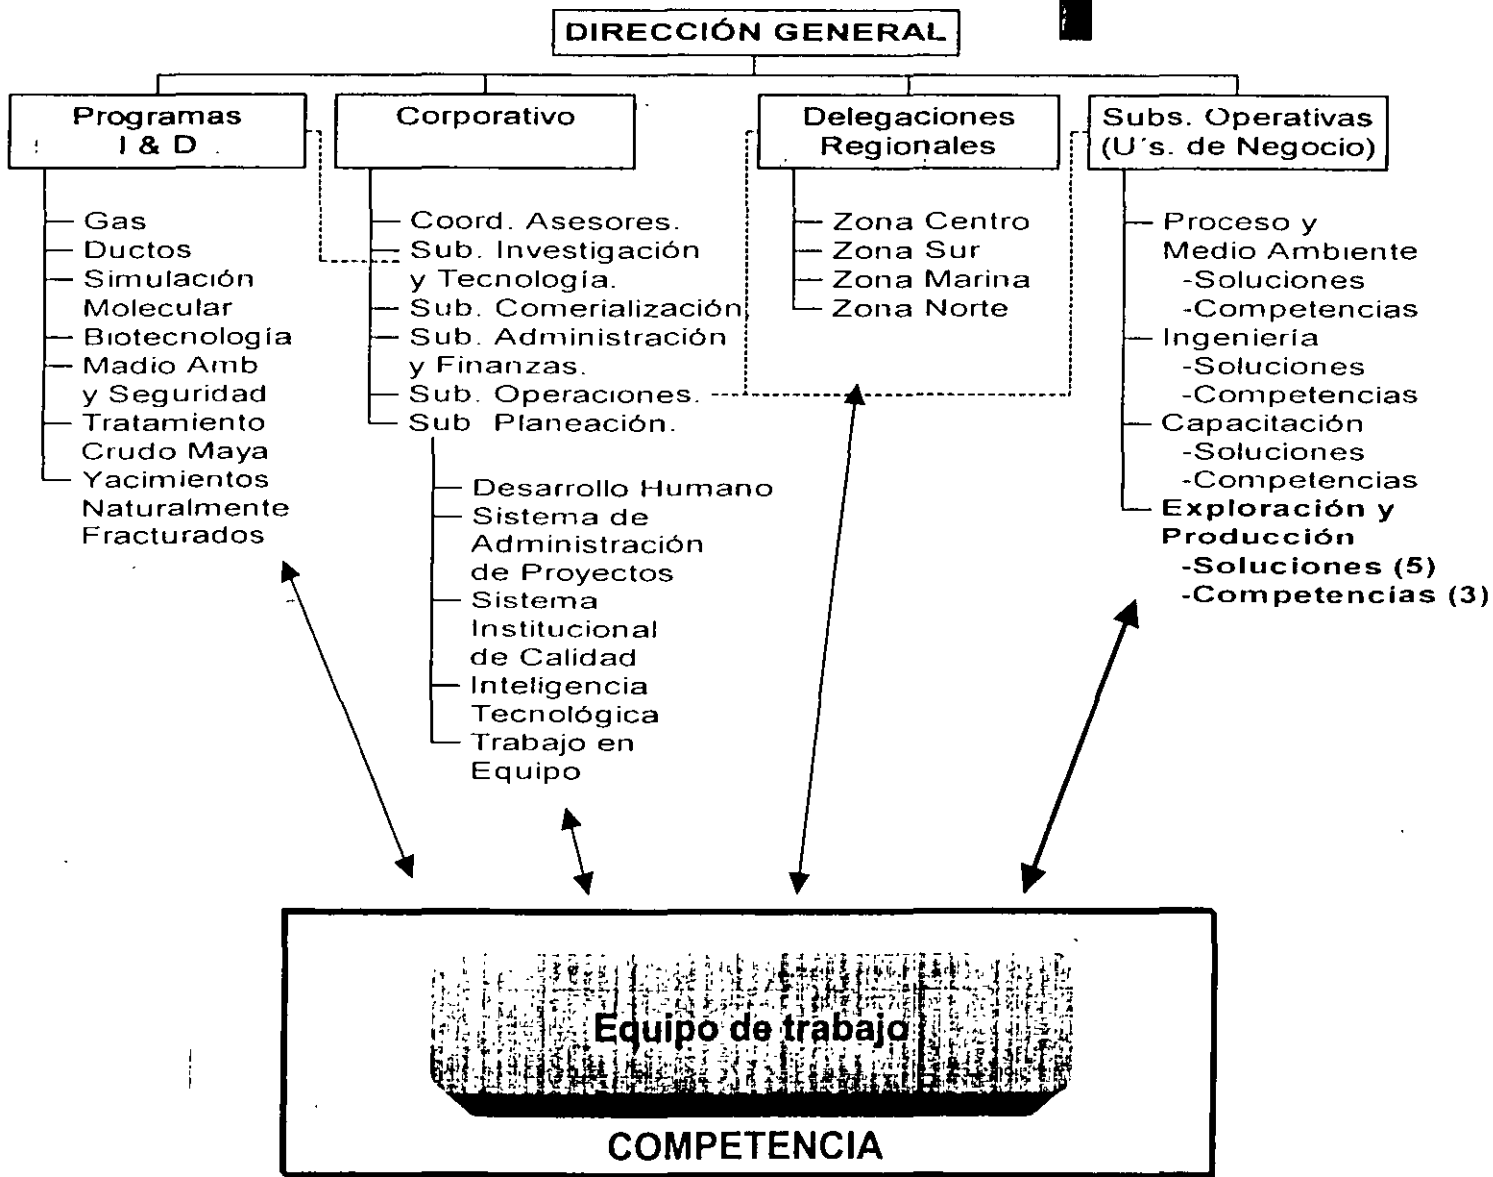 DIRECCIÓN GENERAL
Programas
I & D
Gas
Ductos
Simulación
Molecular
Biotecnología
Madio Amb
y Seguridad
Tratamiento
Crudo Maya
Yacimientos
Naturalmente
Fracturados
Corporativo
Coord. Asesores.
Sub. Investigación
y Tecnología.
Sub. Comerialización
Sub. Administración
y Finanzas.
Sub. Operaciones.
Sub Planeación.
Desarrollo Humano
Sistema de
Administración
de Proyectos
Sistema
Institucional
de Calidad
Inteligencia
Tecnológica
Trabajo en
Equipo
Delegaciones
Regionales
Zona Centro
Zona Sur
Zona Marina
Zona Norte
Subs. Operativas
(U´s. de Negocio)
Proceso y
Medio Ambiente
-Soluciones
-Competencias
Ingeniería
-Soluciones
-Competencias
Capacitación
-Soluciones
-Competencias
Exploración y
Producción
-Soluciones (5)
-Competencias (3)
Equipo de trabajo
COMPETENCIA